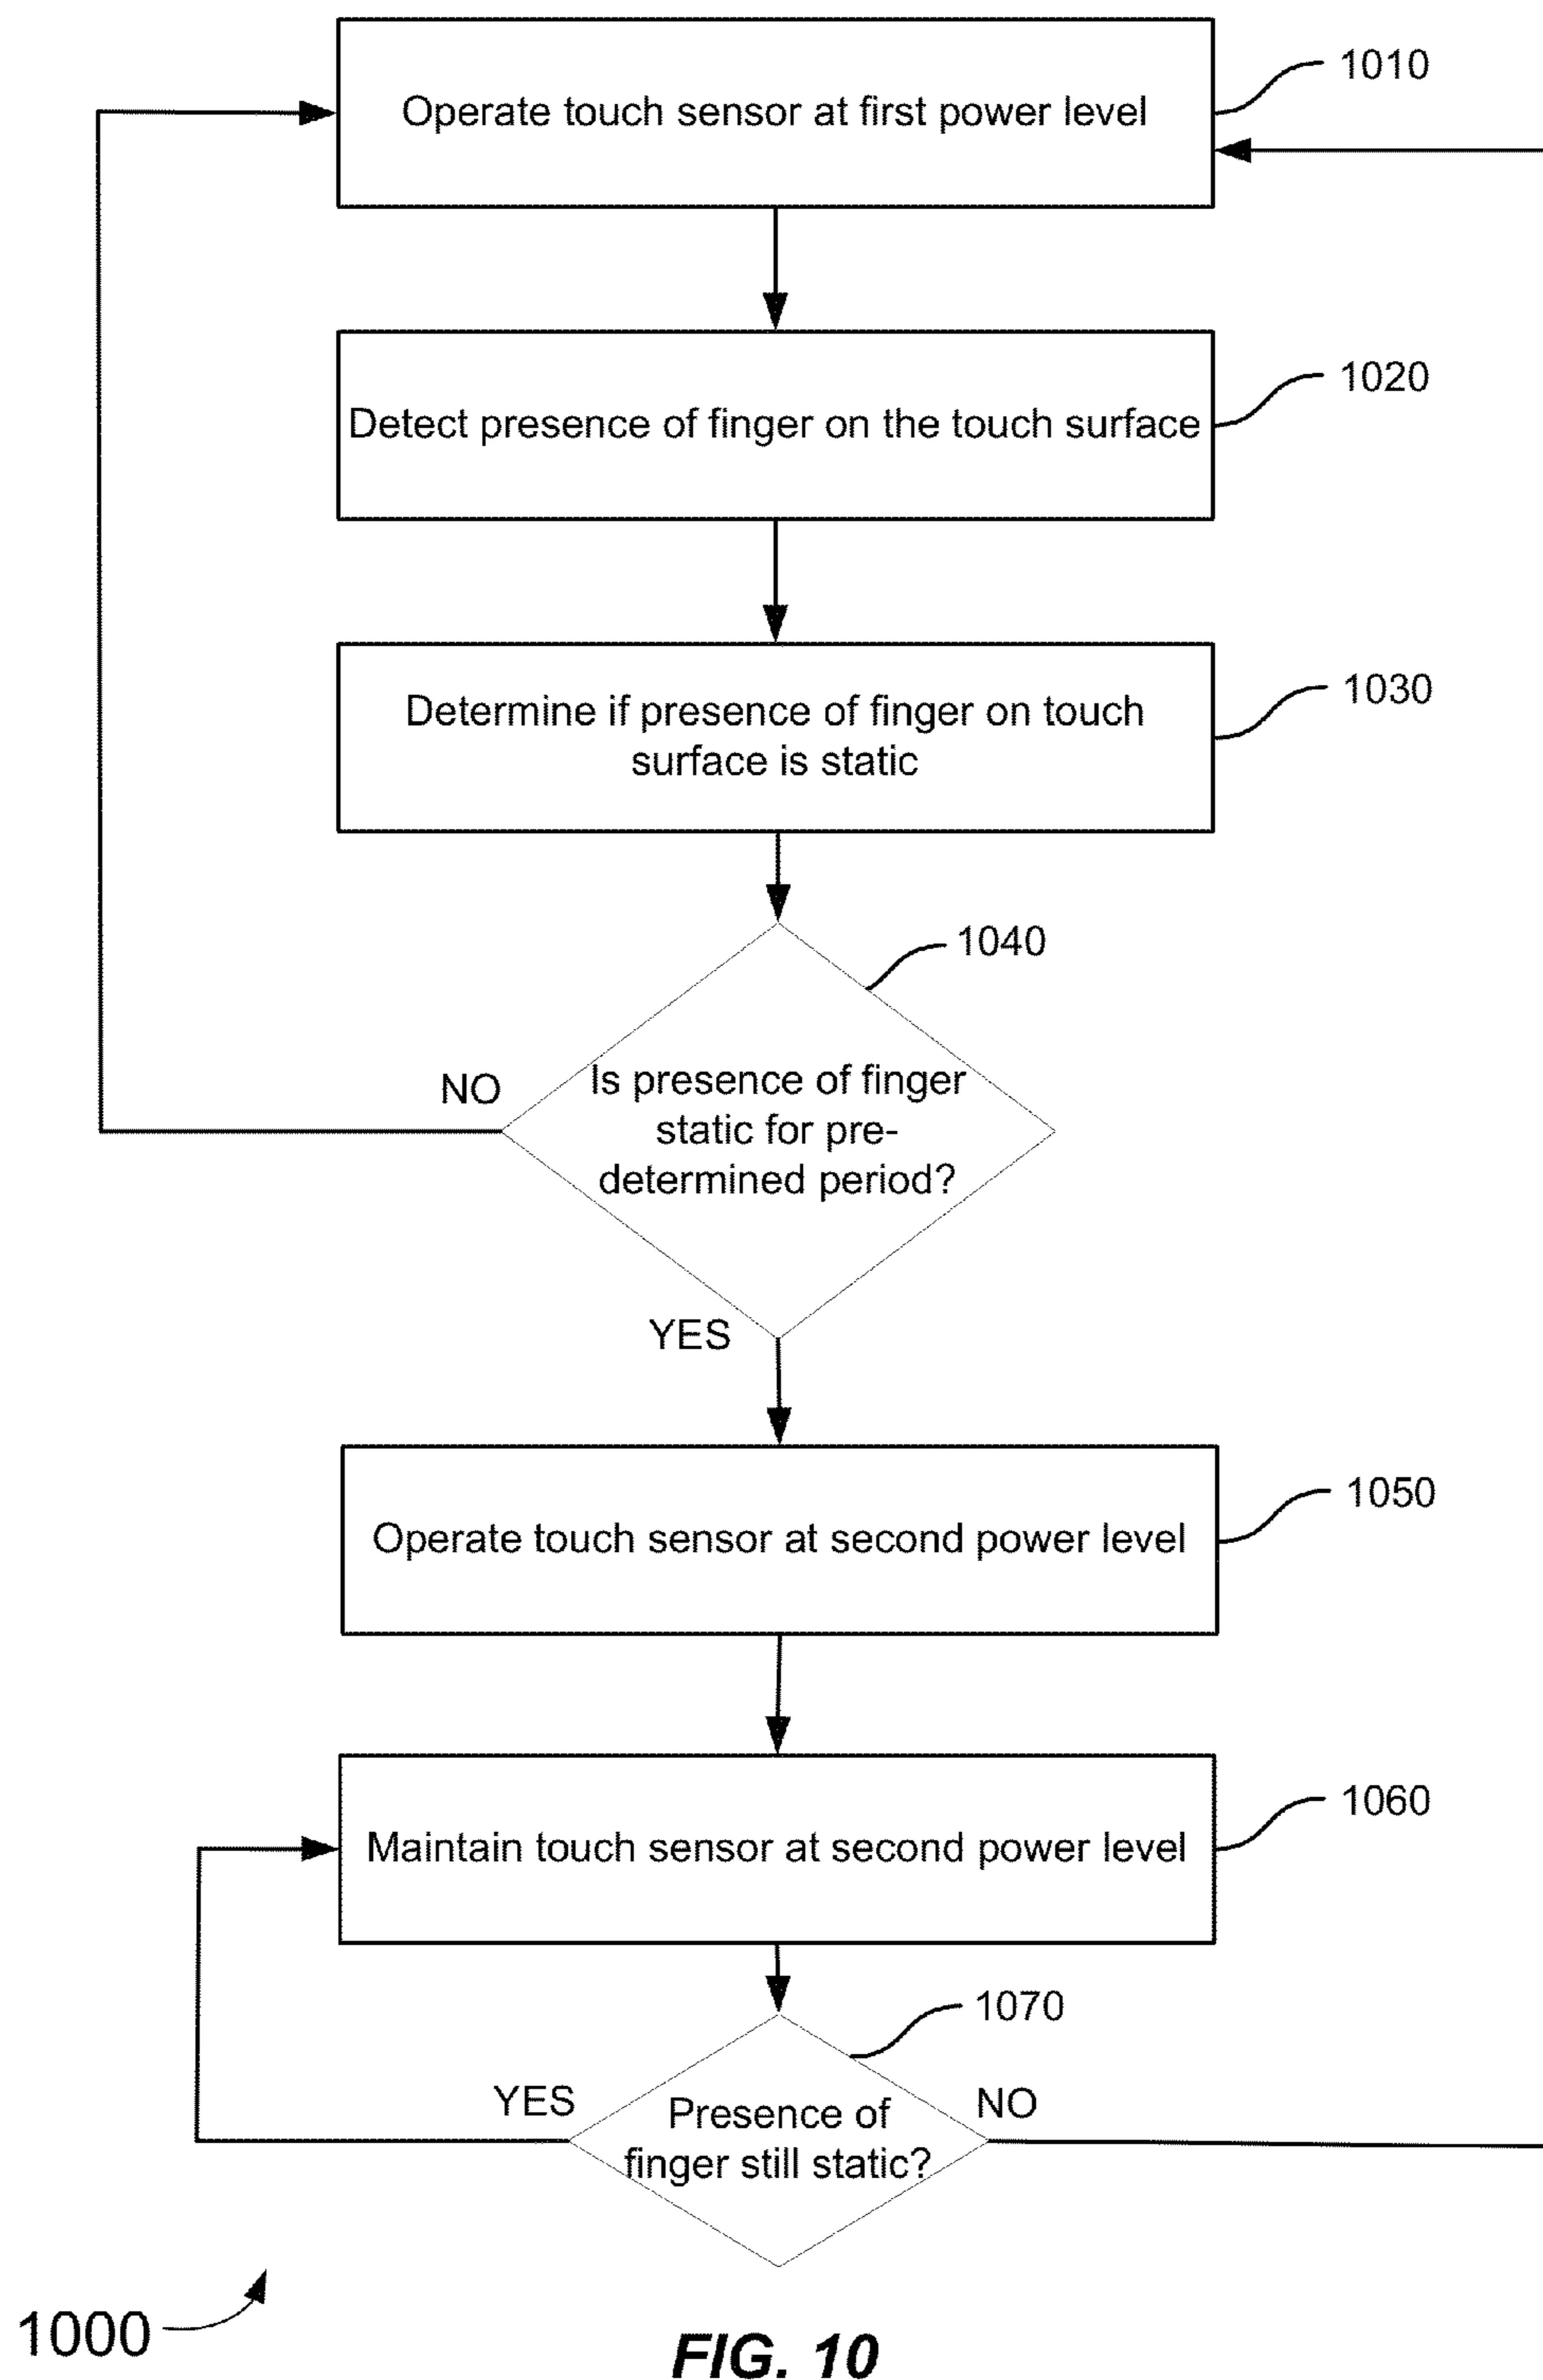 Operate touch sensor at first power level
1010
Detect presence of finger on the touch surface
1020
Determine if presence of finger on touch
surface is static
1030
1040
Is presence of finger
static for pre-
determined period?
NO
YES
Operate touch sensor at second power level
1050
Maintain touch sensor at second power level
1060
1070
Presence of
finger still static?
YES
NO
1000
FIG. 10